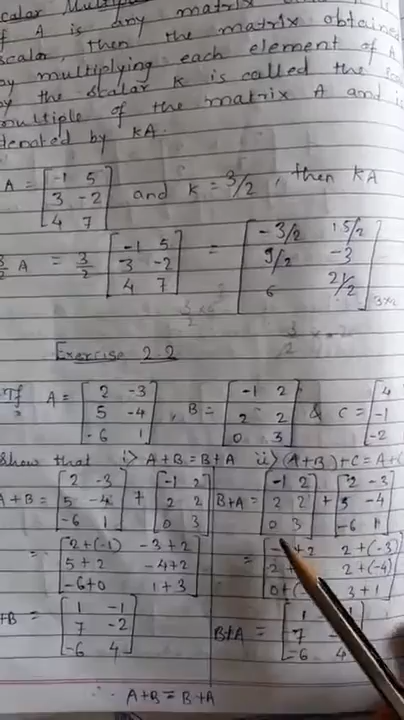 Scalar Multiple
If A is any matrix
scalar, then the matrix obtained
by multiplying each element of A
by the scalar k is called the
multiple of the matrix A and is
denoted by kA.
A = [-1 5
3 -2
4 7] and k = 3/2, then kA
3/2 A = 3/2 [-1 5
3 -2
4 7] = [-3/2 15/2
9/2 -3
6 21/2]
Exercise 2.2
If A = [2 -3
5 -4
-6 1], B = [-1 2
2 2
0 3] & C = [4
-1
-2
Show that i> A+B = B+A ii> (A+B)+C = A+(
A+B = [2 -3
5 -4
-6 1] + [-1 2
2 2
0 3]
= [2+(-1) -3+2
5+2 -4+2
-6+0 1+3]
A+B = [1 -1
7 -2
-6 4]
B+A = [-1 2
2 2
0 3] + [2 -3
5 -4
-6 1]
= [2+(-3)
2+(-4)
3+1
B+A = [1
7
-6 4
∴ A+B = B+A